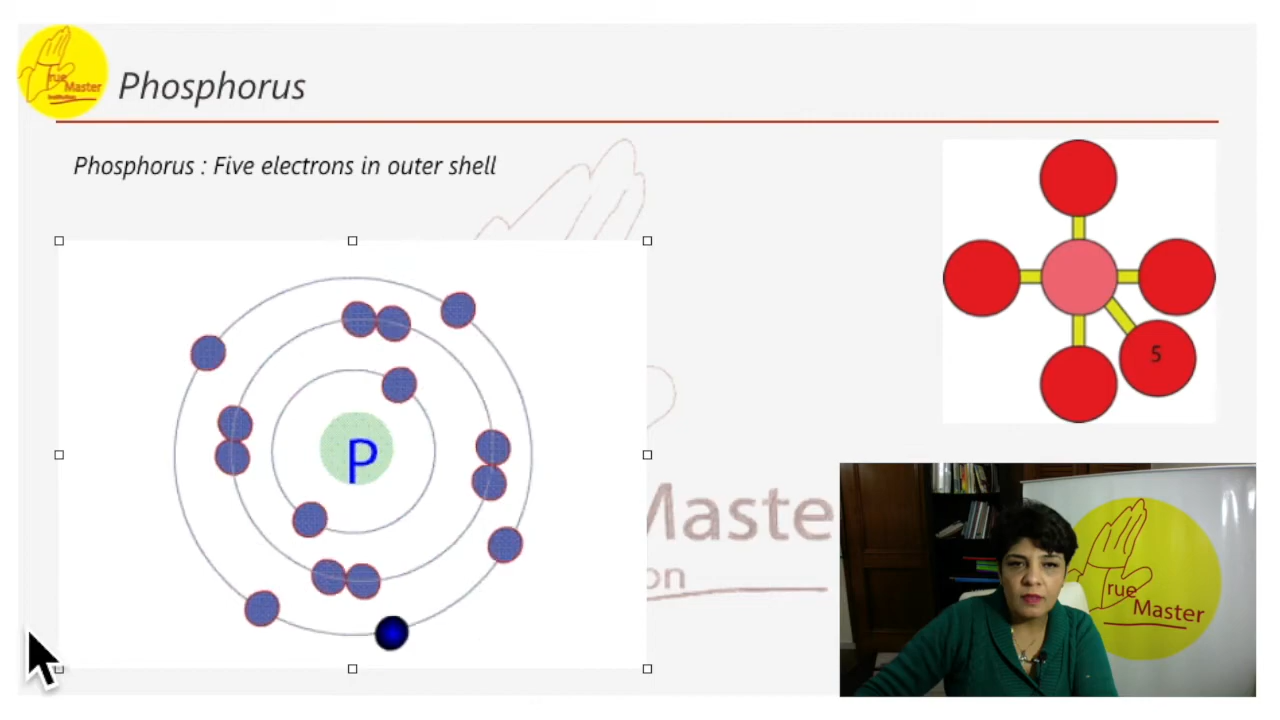 rue
Master
Phosphorus
Phosphorus : Five electrons in outer shell
5
P
Maste
on
rue
Master